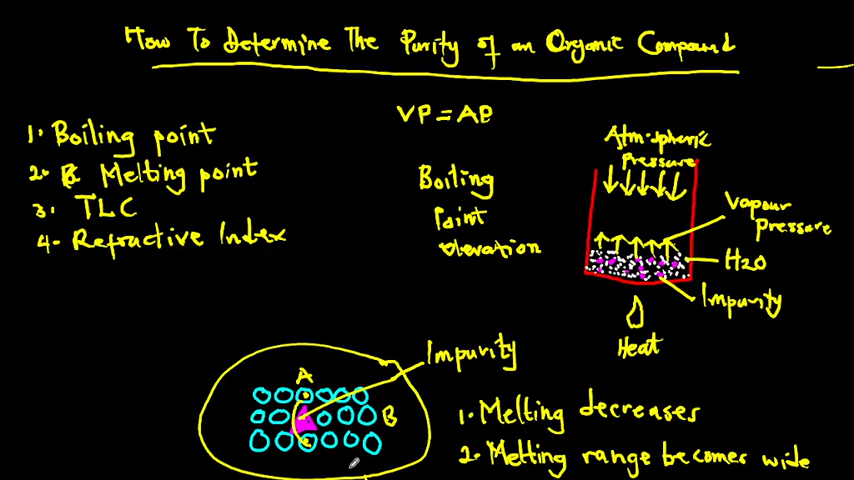 How To Determine The Purity of an Organic Compound
VP = AP
1. Boiling point
2. Melting point
3. TLC
4. Refractive Index
Boiling
Point
Elevation
Atmospheric
Pressure
Vapour
Pressure
H2O
Impurity
Heat
Impurity
A
B
1. Melting decreases
2. Melting range becomes wide